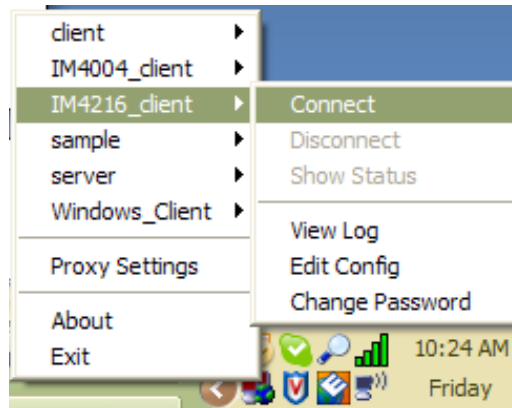 client
IM4004_client
IM4216_client
sample
server
Windows_Client
Proxy Settings
About
Exit
Connect
Disconnect
Show Status
View Log
Edit Config
Change Password
10:24 AM
Friday